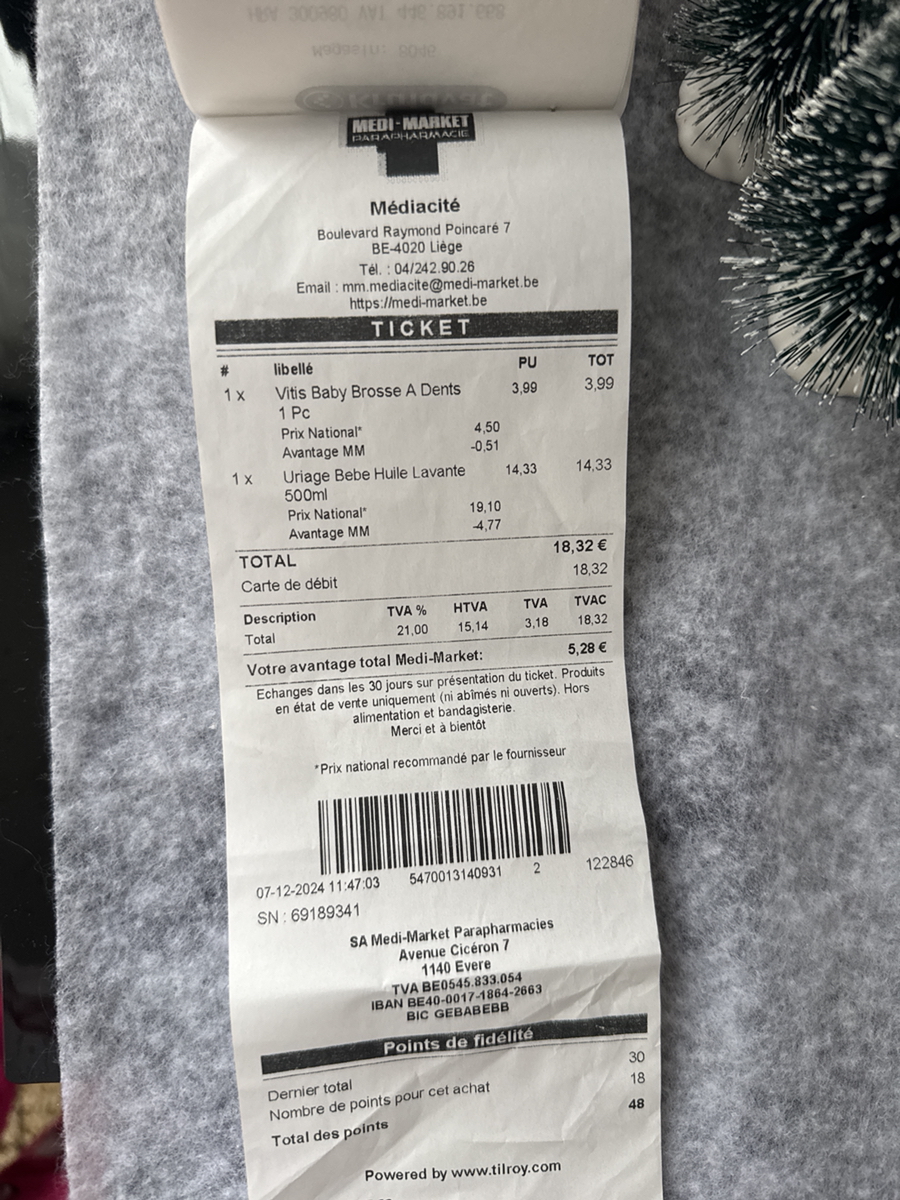 MEDI-MARKET
PARAPHARMACIE
Médiacité
Boulevard Raymond Poincaré 7
BE-4020 Liège
Tél. : 04/242.90.26
Email : mm.mediacite@medi-market.be
https://medi-market.be
TICKET
# libellé PU TOT
1 x Vitis Baby Brosse A Dents 3,99 3,99
1 Pc
Prix National* 4,50
Avantage MM -0,51
1 x Uriage Bebe Huile Lavante 14,33 14,33
500ml
Prix National* 19,10
Avantage MM -4,77
TOTAL 18,32 €
Carte de débit 18,32
Description TVA % HTVA TVA TVAC
Total 21,00 15,14 3,18 18,32
Votre avantage total Medi-Market: 5,28 €
Echanges dans les 30 jours sur présentation du ticket. Produits
en état de vente uniquement (ni abîmés ni ouverts). Hors
alimentation et bandagisterie.
Merci et à bientôt
*Prix national recommandé par le fournisseur
07-12-2024 11:47:03 5470013140931 2 122846
SN : 69189341
SA Medi-Market Parapharmacies
Avenue Cicéron 7
1140 Evere
TVA BE0545.833.054
IBAN BE40-0017-1864-2663
BIC GEBABEBB
Points de fidélité
Dernier total 30
Nombre de points pour cet achat 18
Total des points 48
Powered by www.tilroy.com